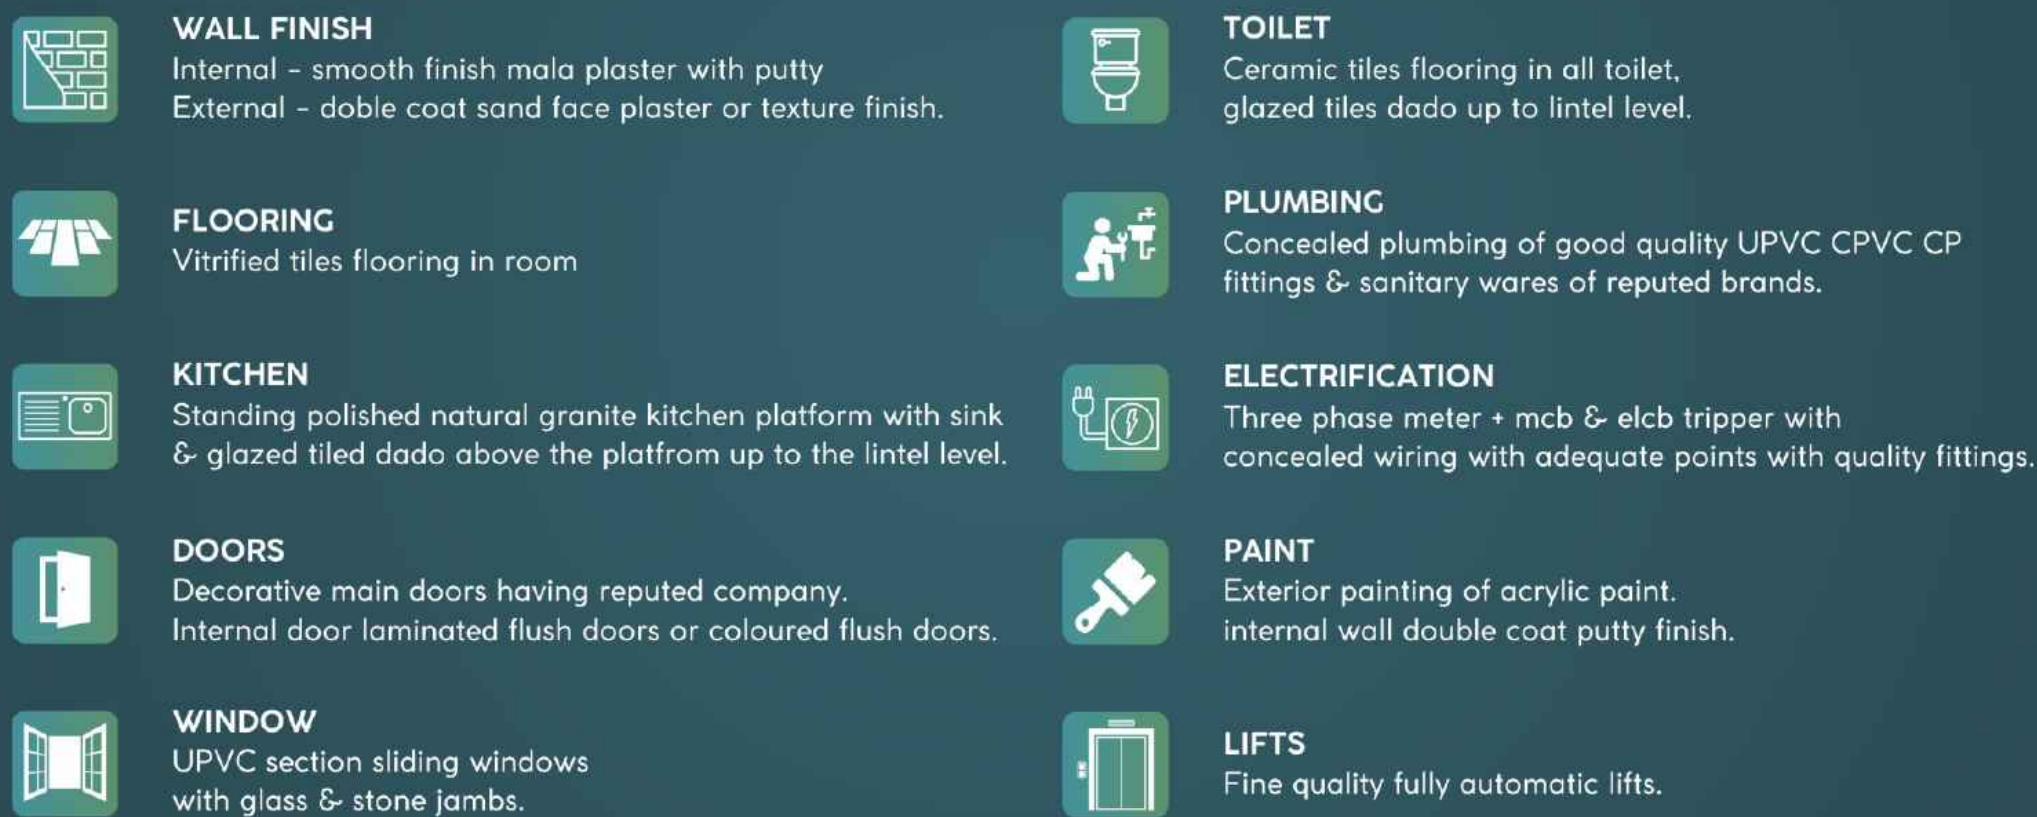 WALL FINISH
Internal - smooth finish mala plaster with putty
External - doble coat sand face plaster or texture finish.
FLOORING
Vitrified tiles flooring in room
KITCHEN
Standing polished natural granite kitchen platform with sink
& glazed tiled dado above the platfrom up to the lintel level.
DOORS
Decorative main doors having reputed company.
Internal door laminated flush doors or coloured flush doors.
WINDOW
UPVC section sliding windows
with glass & stone jambs.
TOILET
Ceramic tiles flooring in all toilet,
glazed tiles dado up to lintel level.
PLUMBING
Concealed plumbing of good quality UPVC CPVC CP
fittings & sanitary wares of reputed brands.
ELECTRIFICATION
Three phase meter + mcb & elcb tripper with
concealed wiring with adequate points with quality fittings.
PAINT
Exterior painting of acrylic paint.
internal wall double coat putty finish.
LIFTS
Fine quality fully automatic lifts.